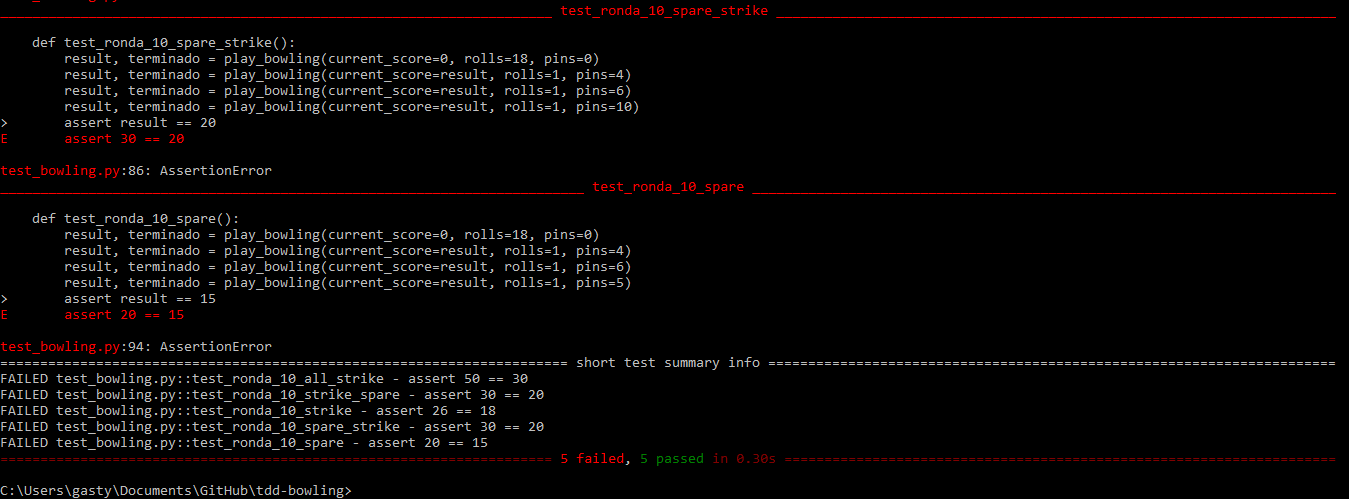 test_ronda_10_spare_strike
def test_ronda_10_spare_strike():
result, terminado = play_bowling(current_score=0, rolls=18, pins=0)
result, terminado = play_bowling(current_score=result, rolls=1, pins=4)
result, terminado = play_bowling(current_score=result, rolls=1, pins=6)
result, terminado = play_bowling(current_score=result, rolls=1, pins=10)
> assert result == 20
E assert 30 == 20
test_bowling.py:86: AssertionError
test_ronda_10_spare
def test_ronda_10_spare():
result, terminado = play_bowling(current_score=0, rolls=18, pins=0)
result, terminado = play_bowling(current_score=result, rolls=1, pins=4)
result, terminado = play_bowling(current_score=result, rolls=1, pins=6)
result, terminado = play_bowling(current_score=result, rolls=1, pins=5)
> assert result == 15
E assert 20 == 15
test_bowling.py:94: AssertionError
short test summary info
FAILED test_bowling.py::test_ronda_10_all_strike - assert 50 == 30
FAILED test_bowling.py::test_ronda_10_strike_spare - assert 30 == 20
FAILED test_bowling.py::test_ronda_10_strike - assert 26 == 18
FAILED test_bowling.py::test_ronda_10_spare_strike - assert 30 == 20
FAILED test_bowling.py::test_ronda_10_spare - assert 20 == 15
5 failed, 5 passed in 0.30s
C:\Users\gasty\Documents\GitHub\tdd-bowling>